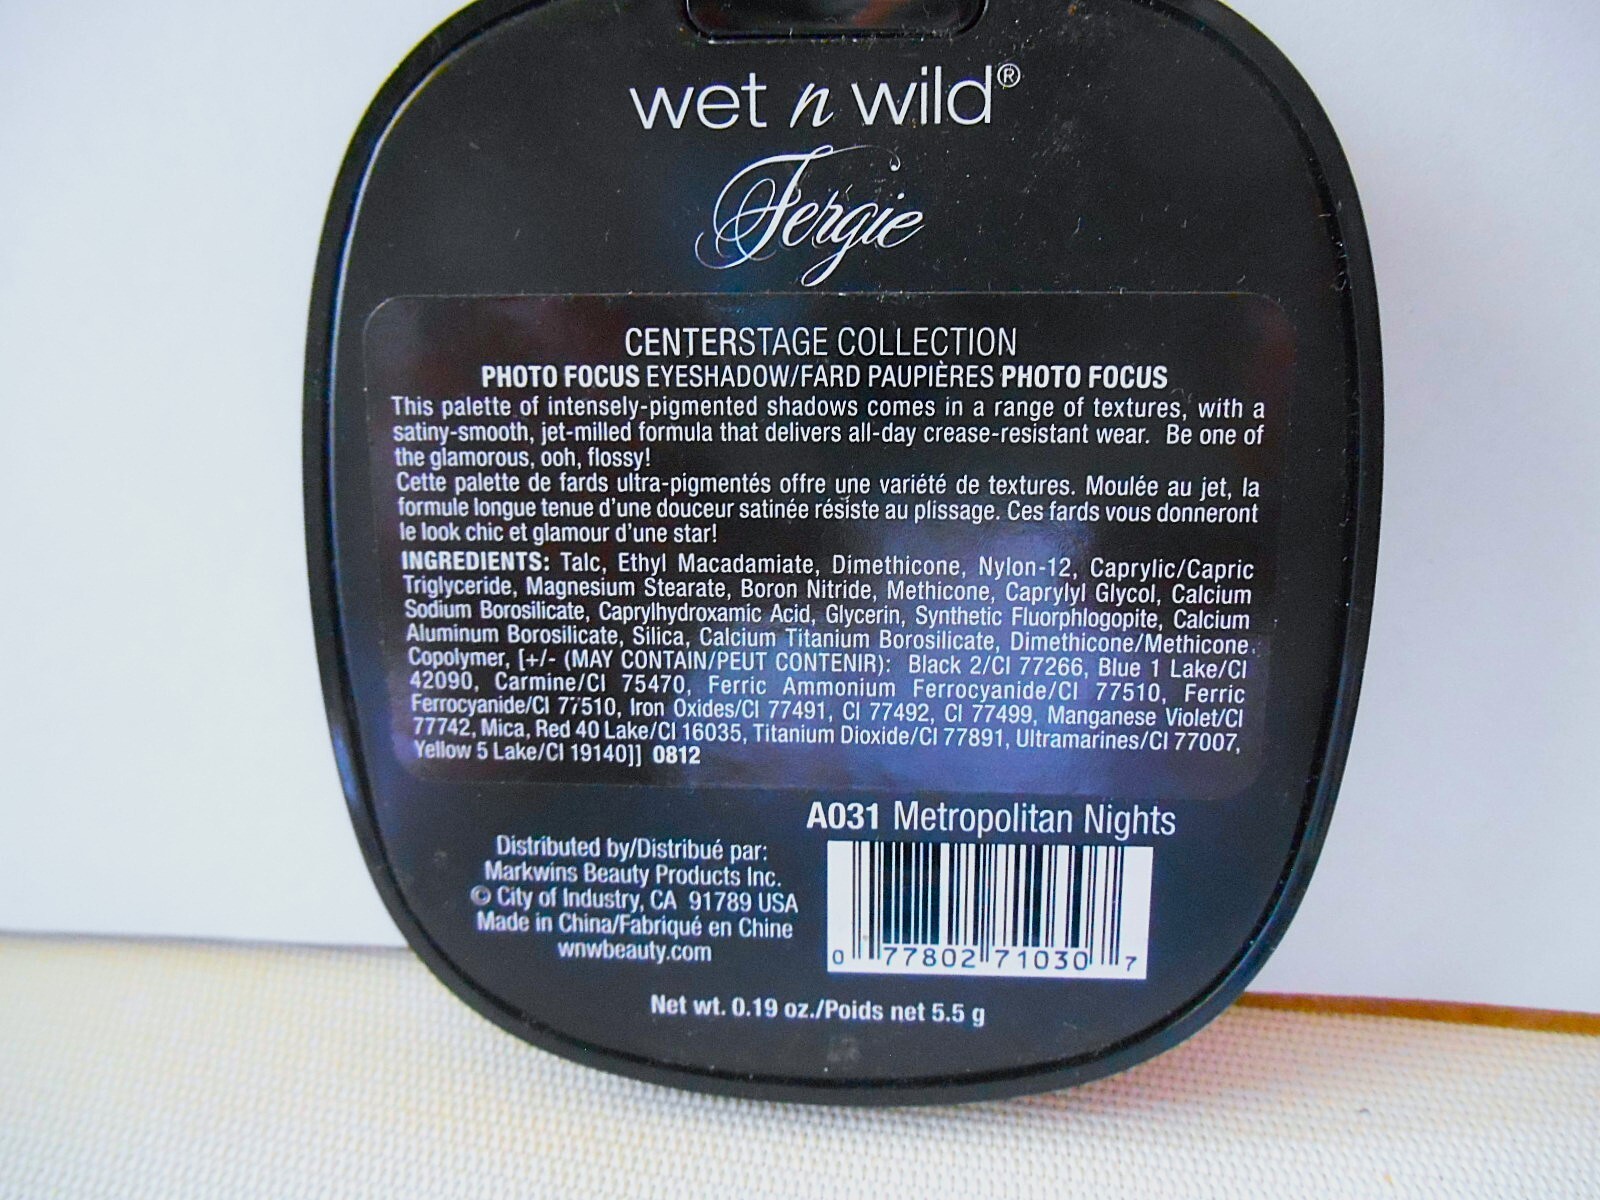 wet n wild®
Fergie
CENTERSTAGE COLLECTION
PHOTO FOCUS EYESHADOW/FARD PAUPIÈRES PHOTO FOCUS
This palette of intensely-pigmented shadows comes in a range of textures, with a
satiny-smooth, jet-milled formula that delivers all-day crease-resistant wear. Be one of
the glamorous, ooh, flossy!
Cette palette de fards ultra-pigmentés offre une variété de textures. Moulée au jet, la
formule longue tenue d'une douceur satinée résiste au plissage. Ces fards vous donneront
le look chic et glamour d'une star!
INGREDIENTS: Talc, Ethyl Macadamiate, Dimethicone, Nylon-12, Caprylic/Capric
Triglyceride, Magnesium Stearate, Boron Nitride, Methicone, Caprylyl Glycol, Calcium
Sodium Borosilicate, Caprylhydroxamic Acid, Glycerin, Synthetic Fluorphlogopite, Calcium
Aluminum Borosilicate, Silica, Calcium Titanium Borosilicate, Dimethicone/Methicone
Copolymer, [+/- (MAY CONTAIN/PEUT CONTENIR): Black 2/CI 77266, Blue 1 Lake/CI
42090, Carmine/CI 75470, Ferric Ammonium Ferrocyanide/CI 77510, Ferric
Ferrocyanide/CI 77510, Iron Oxides/CI 77491, CI 77492, CI 77499, Manganese Violet/CI
77742, Mica, Red 40 Lake/CI 16035, Titanium Dioxide/CI 77891, Ultramarines/CI 77007,
Yellow 5 Lake/CI 19140]] 0812
A031 Metropolitan Nights
Distributed by/Distribué par:
Markwins Beauty Products Inc.
© City of Industry, CA 91789 USA
Made in China/Fabriqué en Chine
wnwbeauty.com
0 77802 71030 7
Net wt. 0.19 oz./Poids net 5.5 g